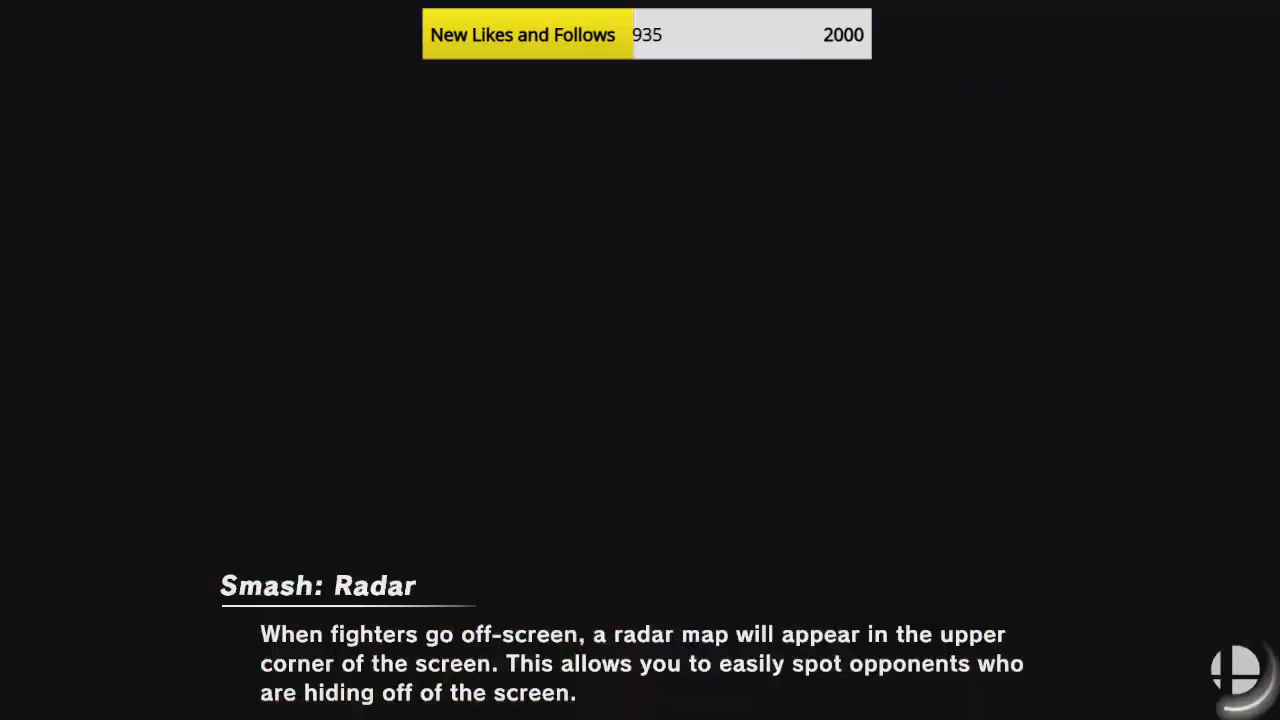 New Likes and Follows 935 2000
Smash: Radar
When fighters go off-screen, a radar map will appear in the upper
corner of the screen. This allows you to easily spot opponents who
are hiding off of the screen.